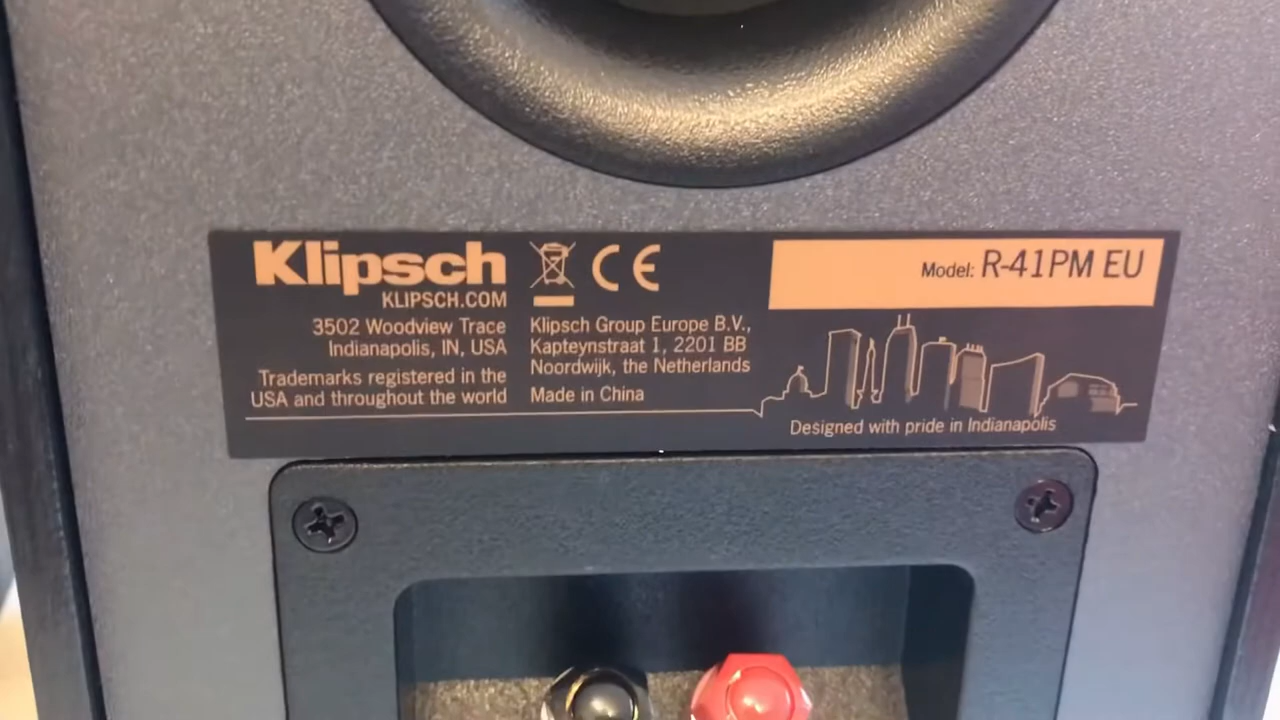 Klipsch
KLIPSCH.COM
3502 Woodview Trace
Indianapolis, IN, USA
Trademarks registered in the
USA and throughout the world
CE
Klipsch Group Europe B.V.,
Kapteynstraat 1, 2201 BB
Noordwijk, the Netherlands
Made in China
Model: R-41PM EU
Designed with pride in Indianapolis